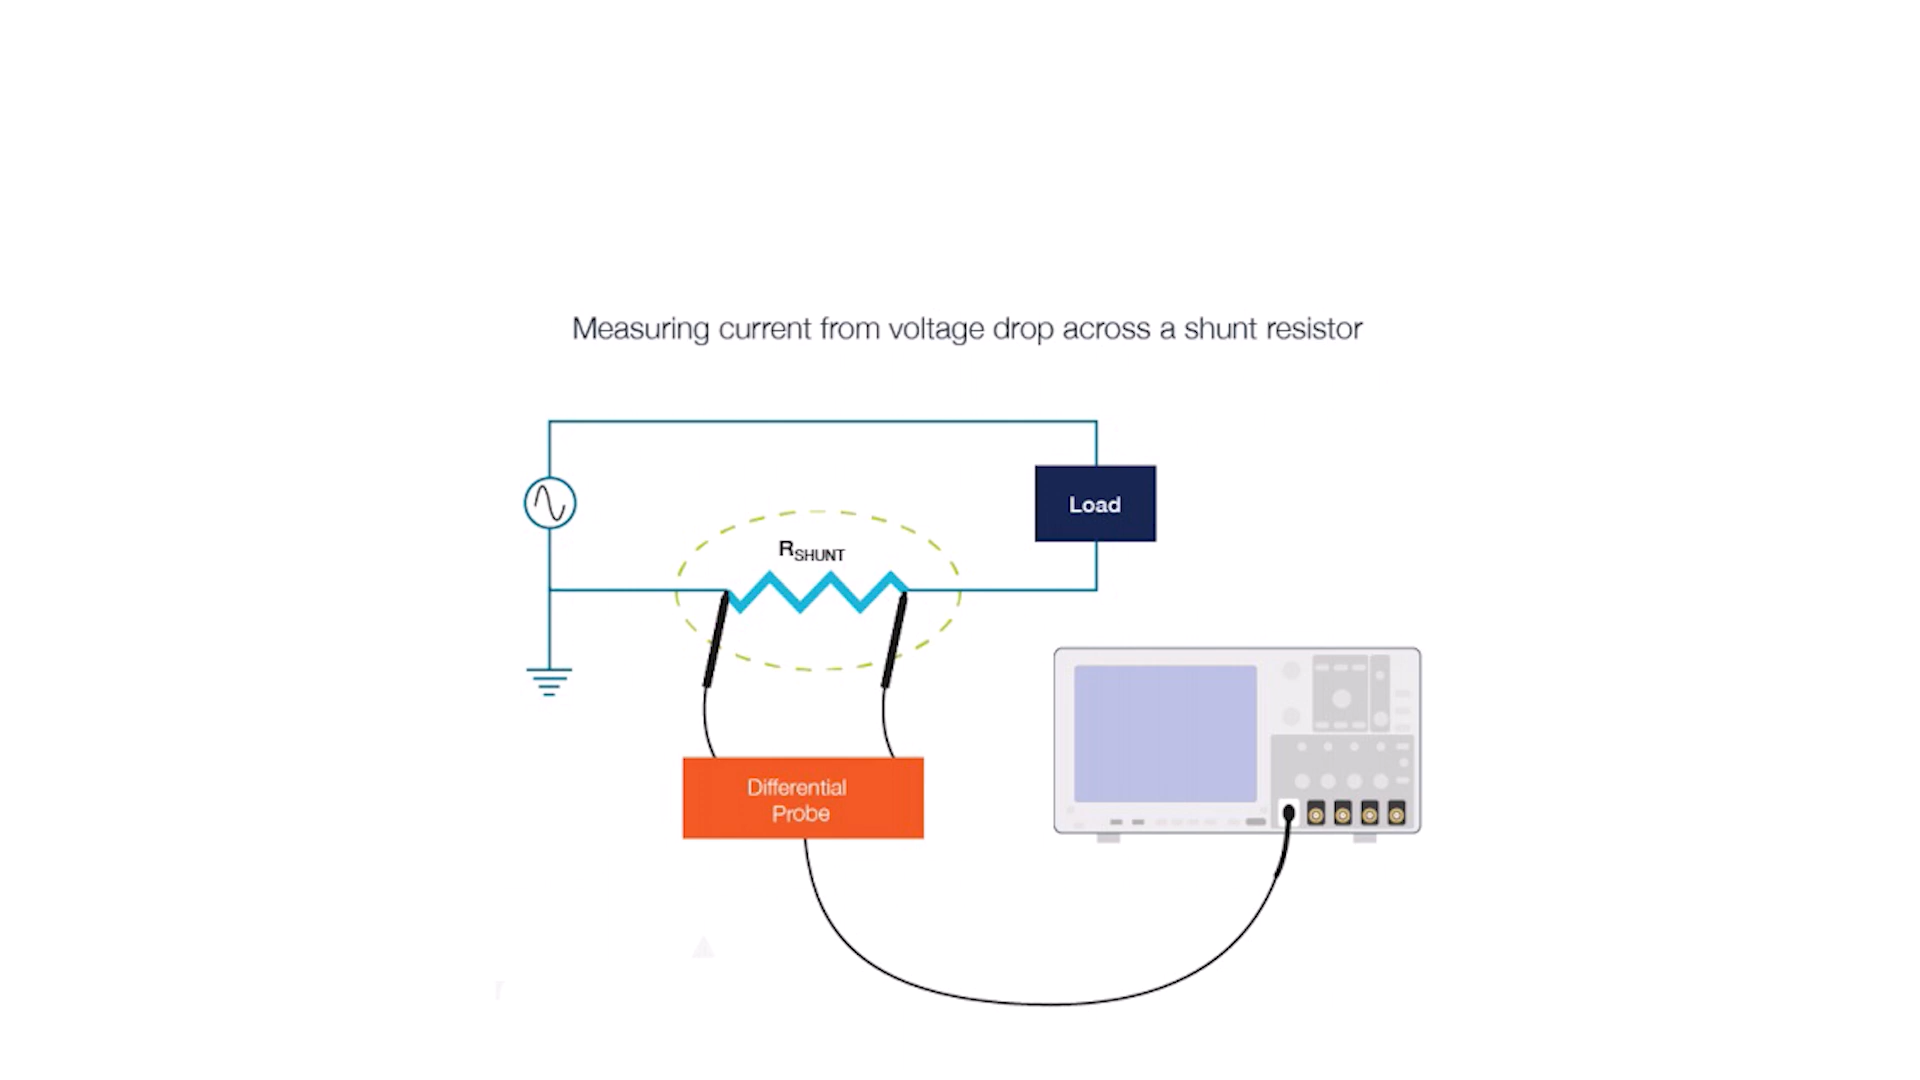 Measuring current from voltage drop across a shunt resistor
Load
RSHUNT
Differential
Probe